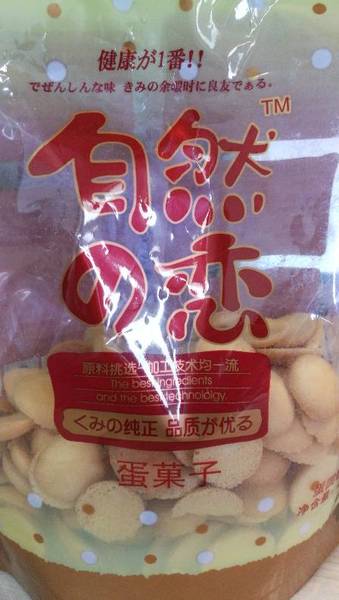 健康が1番!!
でぜんしんな味 きみの余暇时に良友でぁる。
自然
TM
の恋
原料挑选与加工技术均一流
The best ingredients
and the best technology.
くみの纯正 品质が优る
蛋菓子
净含